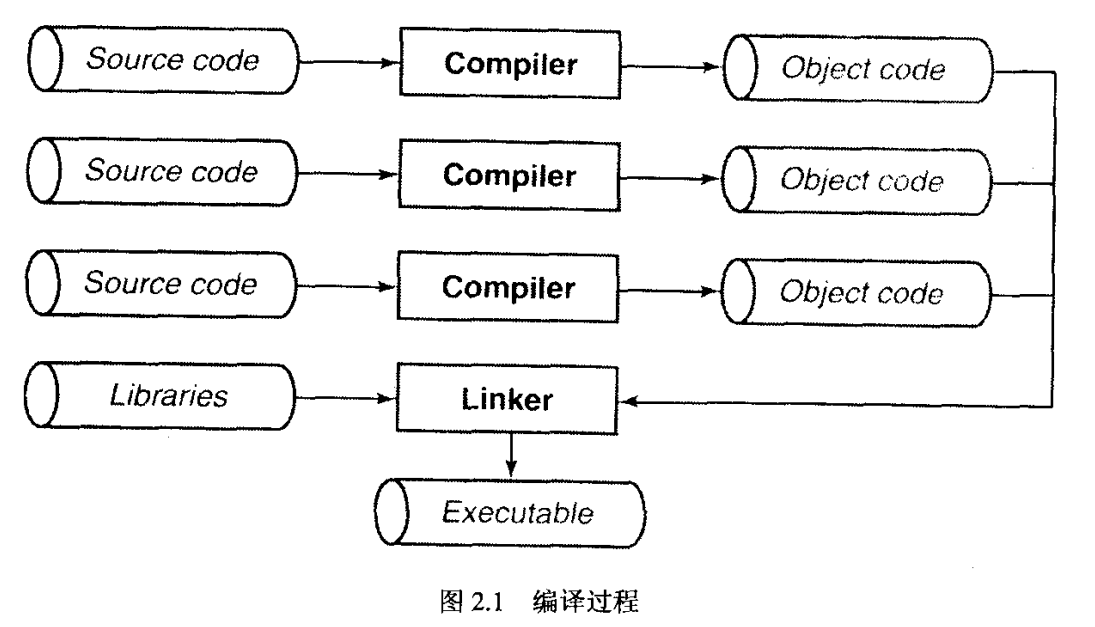 Source code Compiler Object code
Source code Compiler Object code
Source code Compiler Object code
Libraries Linker
Executable
图 2.1 编译过程